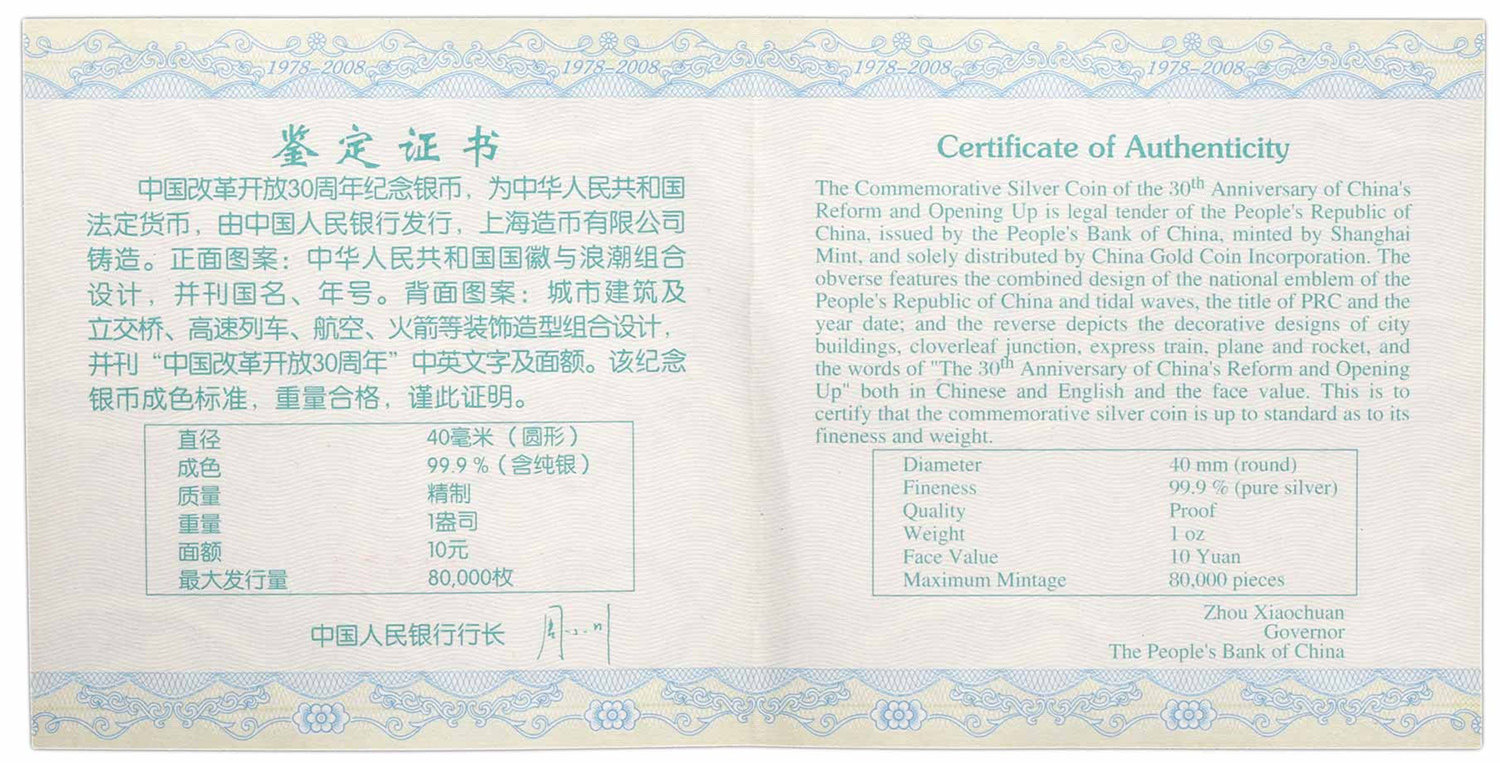 1978-2008 1978-2008 1978-2008 1978-2008
鉴定证书
中国改革开放30周年纪念银币，为中华人民共和国
法定货币，由中国人民银行发行，上海造币有限公司
铸造。正面图案：中华人民共和国国徽与浪潮组合
设计，并刊国名、年号。背面图案：城市建筑及
立交桥、高速列车、航空、火箭等装饰造型组合设计，
并刊“中国改革开放30周年”中英文字及面额。该纪念
银币成色标准，重量合格，谨此证明。
直径 40毫米（圆形）
成色 99.9%（含纯银）
质量 精制
重量 1盎司
面额 10元
最大发行量 80,000枚
中国人民银行行长 周小川
Certificate of Authenticity
The Commemorative Silver Coin of the 30th Anniversary of China's
Reform and Opening Up is legal tender of the People's Republic of
China, issued by the People's Bank of China, minted by Shanghai
Mint, and solely distributed by China Gold Coin Incorporation. The
obverse features the combined design of the national emblem of the
People's Republic of China and tidal waves, the title of PRC and the
year date; and the reverse depicts the decorative designs of city
buildings, cloverleaf junction, express train, plane and rocket, and
the words of "The 30th Anniversary of China's Reform and Opening
Up" both in Chinese and English and the face value. This is to
certify that the commemorative silver coin is up to standard as to its
fineness and weight.
Diameter 40 mm (round)
Fineness 99.9 % (pure silver)
Quality Proof
Weight 1 oz
Face Value 10 Yuan
Maximum Mintage 80,000 pieces
Zhou Xiaochuan
Governor
The People's Bank of China